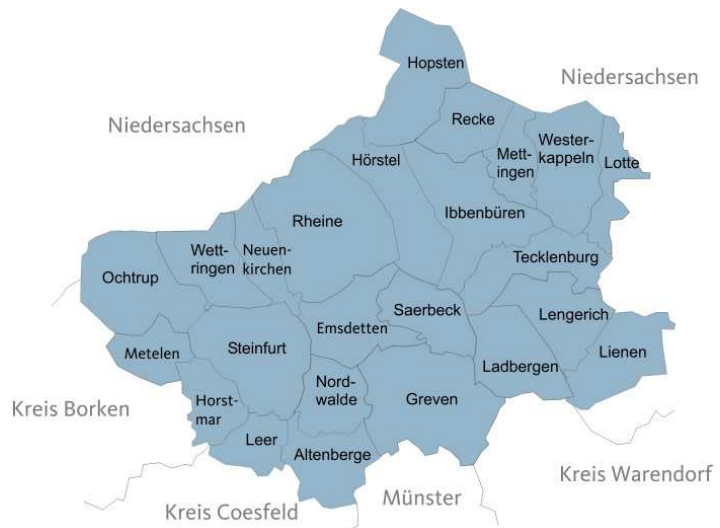 Hopsten
Niedersachsen
Recke
Niedersachsen
Wester-
kappeln
Mett-
ingen
Lotte
Hörstel
Ibbenbüren
Rheine
Wett-
ringen
Neuen-
kirchen
Tecklenburg
Ochtrup
Saerbeck
Lengerich
Emsdetten
Metelen
Steinfurt
Lienen
Ladbergen
Nord-
walde
Greven
Horst-
mar
Kreis Borken
Leer
Altenberge
Kreis Warendorf
Münster
Kreis Coesfeld